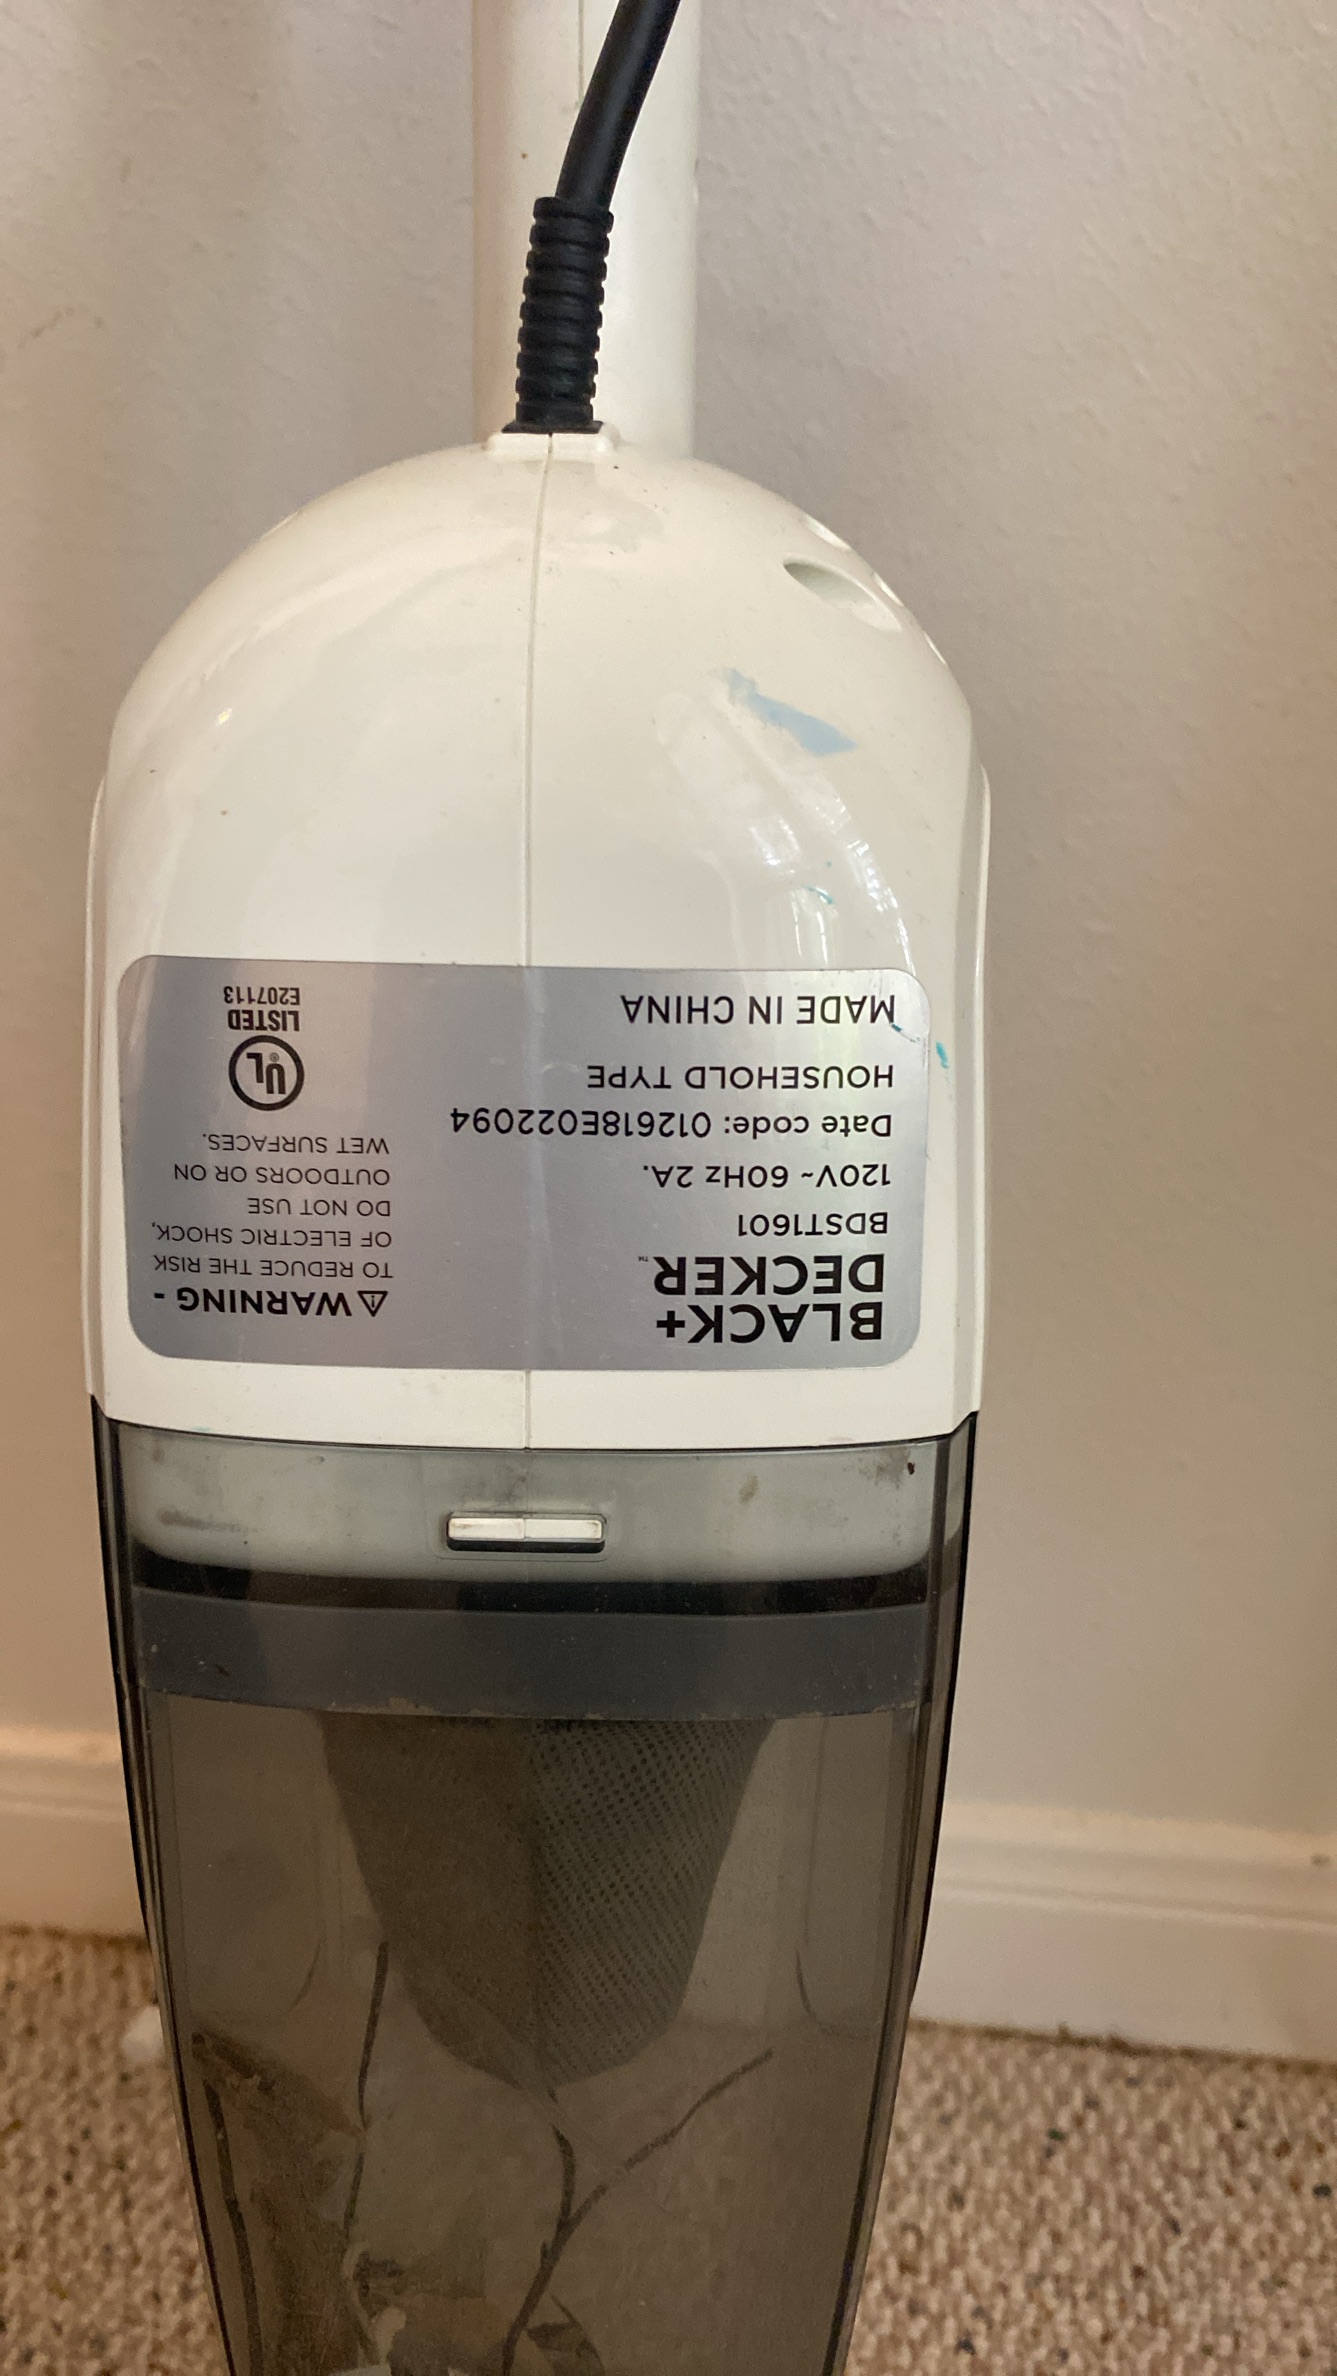 BLACK+
DECKER™
BDST1601
120V~ 60Hz 2A.
Date code: 012618E022094
HOUSEHOLD TYPE
MADE IN CHINA
⚠WARNING -
TO REDUCE THE RISK
OF ELECTRIC SHOCK,
DO NOT USE
OUTDOORS OR ON
WET SURFACES.
UL®
LISTED
E207113